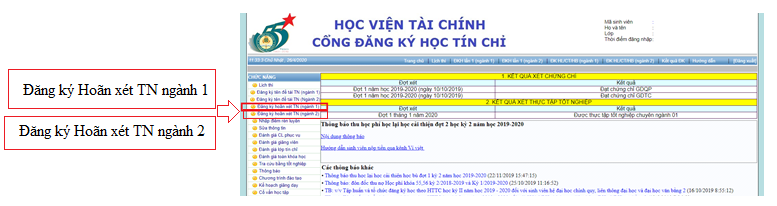 Đăng ký Hoãn xét TN ngành 1
Đăng ký Hoãn xét TN ngành 2
55
HỌC VIỆN TÀI CHÍNH
CỔNG ĐĂNG KÝ HỌC TÍN CHỈ
Mã sinh viên :
Họ và tên :
Lớp :
Thời điểm đăng nhập:
Trang chủ | Lịch thi | ĐKH lần 1 (ngành 1) | ĐKH lần 1 (ngành 2) | ĐK HL/CT/HB (ngành 1) | ĐK HL/CT/HB (ngành 2) | Kết quả ĐK | Hướng dẫn [Đăng xuất]
CHỨC NĂNG
Lịch thi
Đăng ký tên đề tài TN (Ngành 1)
Đăng ký tên đề tài TN (Ngành 2)
Đăng ký hoãn xét TN (ngành 1)
Đăng ký hoãn xét TN (ngành 2)
Nhập điểm rèn luyện
Sửa thông tin
Đánh giá CL phục vụ
Đánh giá giảng viên
Đánh giá lớp tín chỉ
Đánh giá toàn khóa học
Tra cứu bằng tốt nghiệp
Thông báo
Chương trình đào tạo
Kế hoạch giảng dạy
Cố vấn học tập
1. KẾT QUẢ XÉT CHỨNG CHỈ
Đợt xét Kết quả
Đợt 1 năm học 2019-2020 (ngày 10/10/2019) Đạt chứng chỉ GDQP
Đợt 1 năm học 2019-2020 (ngày 10/10/2019) Đạt chứng chỉ GDTC
2. KẾT QUẢ XÉT THỰC TẬP TỐT NGHIỆP
Đợt xét Kết quả
Đợt 1 tháng 1 năm 2020 Được thực tập tốt nghiệp chuyên ngành 01
Thông báo thu học phí học lại học cải thiện đợt 2 học kỳ 2 năm học 2019-2020
Nội dung thông báo
Hướng dẫn sinh viên nộp tiền qua kênh Vi việt
Các thông báo khác
• Thông báo thu học lại học cải thiện học bù đợt 1 kỳ 2 năm 2019-2020 (22/11/2019 15:47:13)
• Thông báo: đôn đốc thu nợ Học phí khóa 55,56 kỳ 2/2018-2019 và Kỳ 1/2019-2020 (25/10/2019 11:16:52)
• TB: v/v Tập huấn và tổ chức đăng ký học theo HTTC học kỳ II năm học 2019 - 2020 đối với sinh viên hệ đại học chính quy, liên thông đại học và đại học văn bằng 2 (16/10/2019 8:55:12)